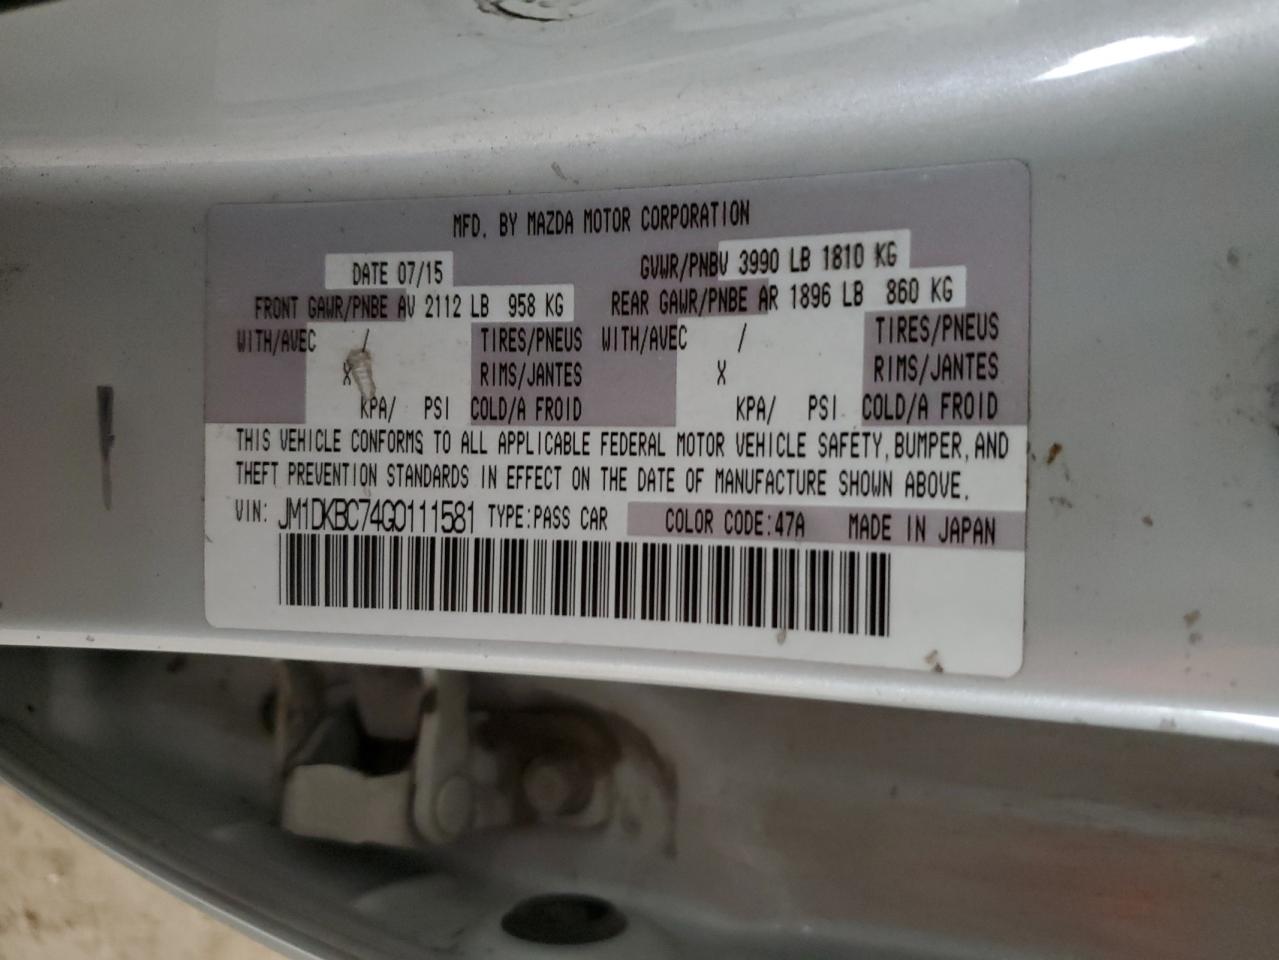 MFD. BY MAZDA MOTOR CORPORATION
DATE 07/15 GVWR/PNBV 3990 LB 1810 KG
FRONT GAWR/PNBE AV 2112 LB 958 KG REAR GAWR/PNBE AR 1896 LB 860 KG
WITH/AVEC / TIRES/PNEUS WITH/AVEC / TIRES/PNEUS
X RIMS/JANTES X RIMS/JANTES
KPA/ PSI COLD/A FROID KPA/ PSI COLD/A FROID
THIS VEHICLE CONFORMS TO ALL APPLICABLE FEDERAL MOTOR VEHICLE SAFETY, BUMPER, AND
THEFT PREVENTION STANDARDS IN EFFECT ON THE DATE OF MANUFACTURE SHOWN ABOVE.
VIN: JM1DKBC74G0111581 TYPE:PASS CAR COLOR CODE:47A MADE IN JAPAN